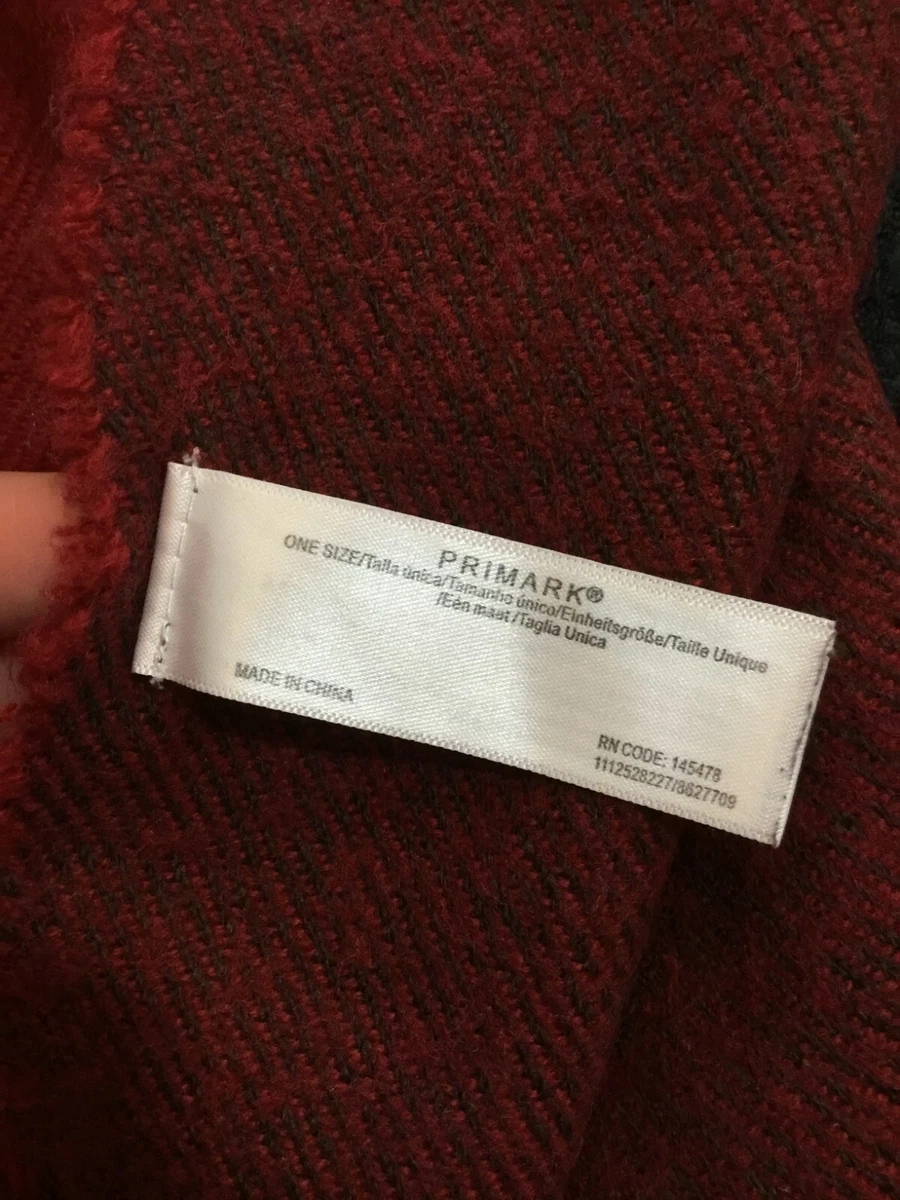 PRIMARK®
ONE SIZE/Talla única/Tamanho único/Einheitsgröße/Taille Unique
/Eén maat /Taglia Unica
MADE IN CHINA
RN CODE: 145478
1112528227/8627709